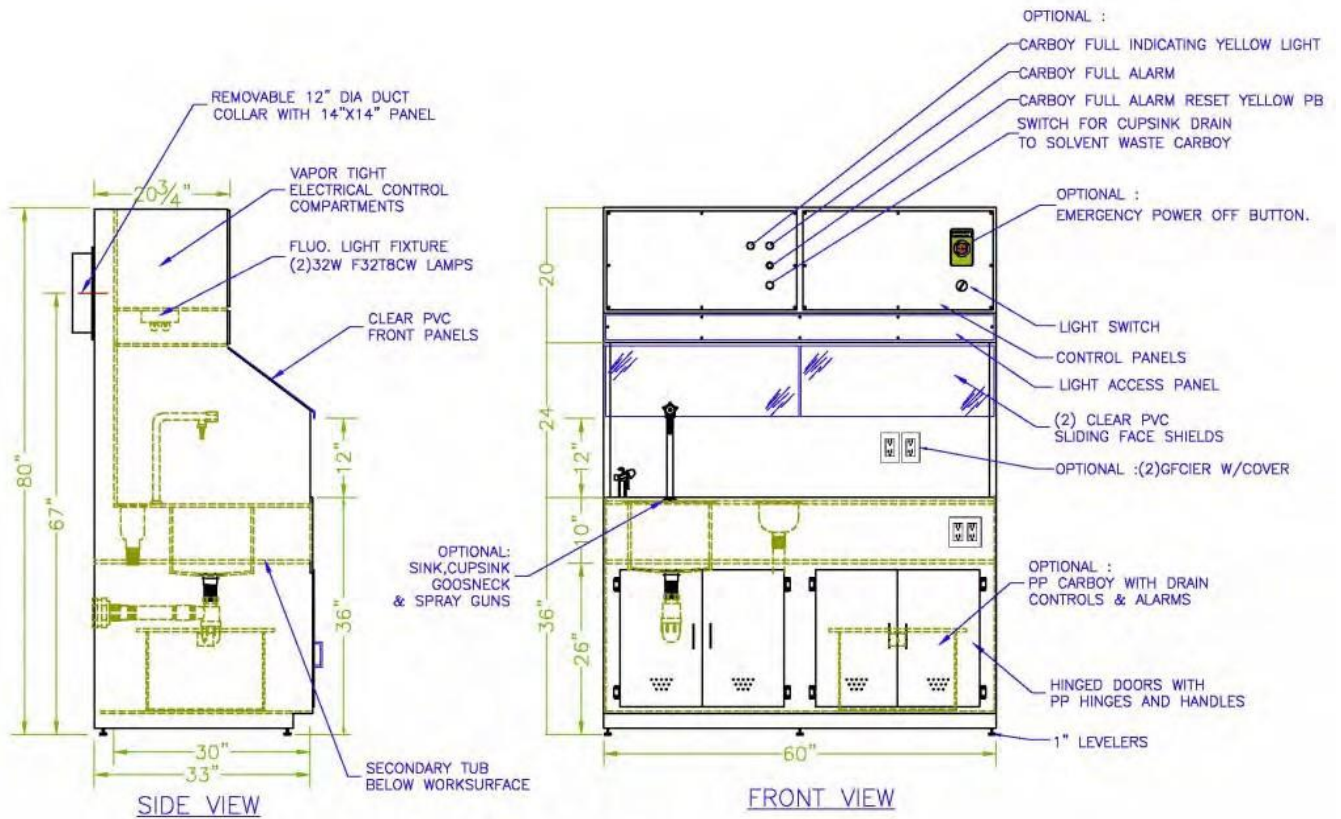 OPTIONAL :
CARBOY FULL INDICATING YELLOW LIGHT
CARBOY FULL ALARM
CARBOY FULL ALARM RESET YELLOW PB
SWITCH FOR CUPSINK DRAIN
TO SOLVENT WASTE CARBOY
REMOVABLE 12" DIA DUCT
COLLAR WITH 14"X14" PANEL
VAPOR TIGHT
ELECTRICAL CONTROL
COMPARTMENTS
20 3/4"
FLUO. LIGHT FIXTURE
(2)32W F32T8CW LAMPS
CLEAR PVC
FRONT PANELS
OPTIONAL :
EMERGENCY POWER OFF BUTTON.
LIGHT SWITCH
CONTROL PANELS
LIGHT ACCESS PANEL
(2) CLEAR PVC
SLIDING FACE SHIELDS
OPTIONAL :(2)GFCIER W/COVER
80"
67"
12"
36"
30"
33"
80"
20
24
12"
10"
36"
26"
60"
OPTIONAL:
SINK,CUPSINK
GOOSNECK
& SPRAY GUNS
OPTIONAL :
PP CARBOY WITH DRAIN
CONTROLS & ALARMS
HINGED DOORS WITH
PP HINGES AND HANDLES
1" LEVELERS
SECONDARY TUB
BELOW WORKSURFACE
SIDE VIEW
FRONT VIEW